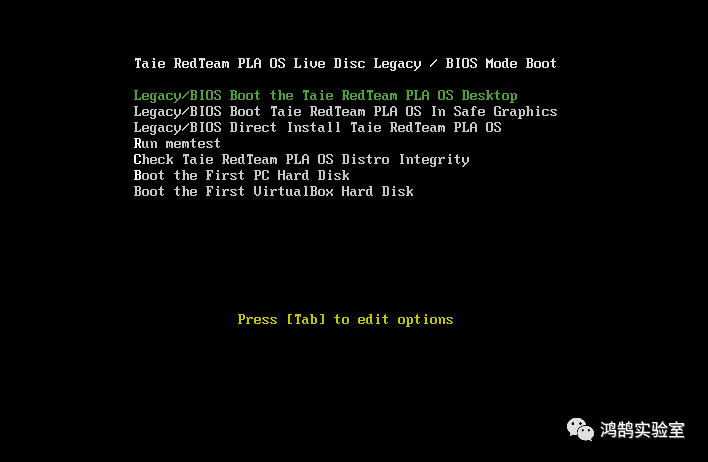 Taie RedTeam PLA OS Live Disc Legacy / BIOS Mode Boot
Legacy/BIOS Boot the Taie RedTeam PLA OS Desktop
Legacy/BIOS Boot Taie RedTeam PLA OS In Safe Graphics
Legacy/BIOS Direct Install Taie RedTeam PLA OS
Run memtest
Check Taie RedTeam PLA OS Distro Integrity
Boot the First PC Hard Disk
Boot the First VirtualBox Hard Disk
Press [Tab] to edit options
鸿鹄实验室